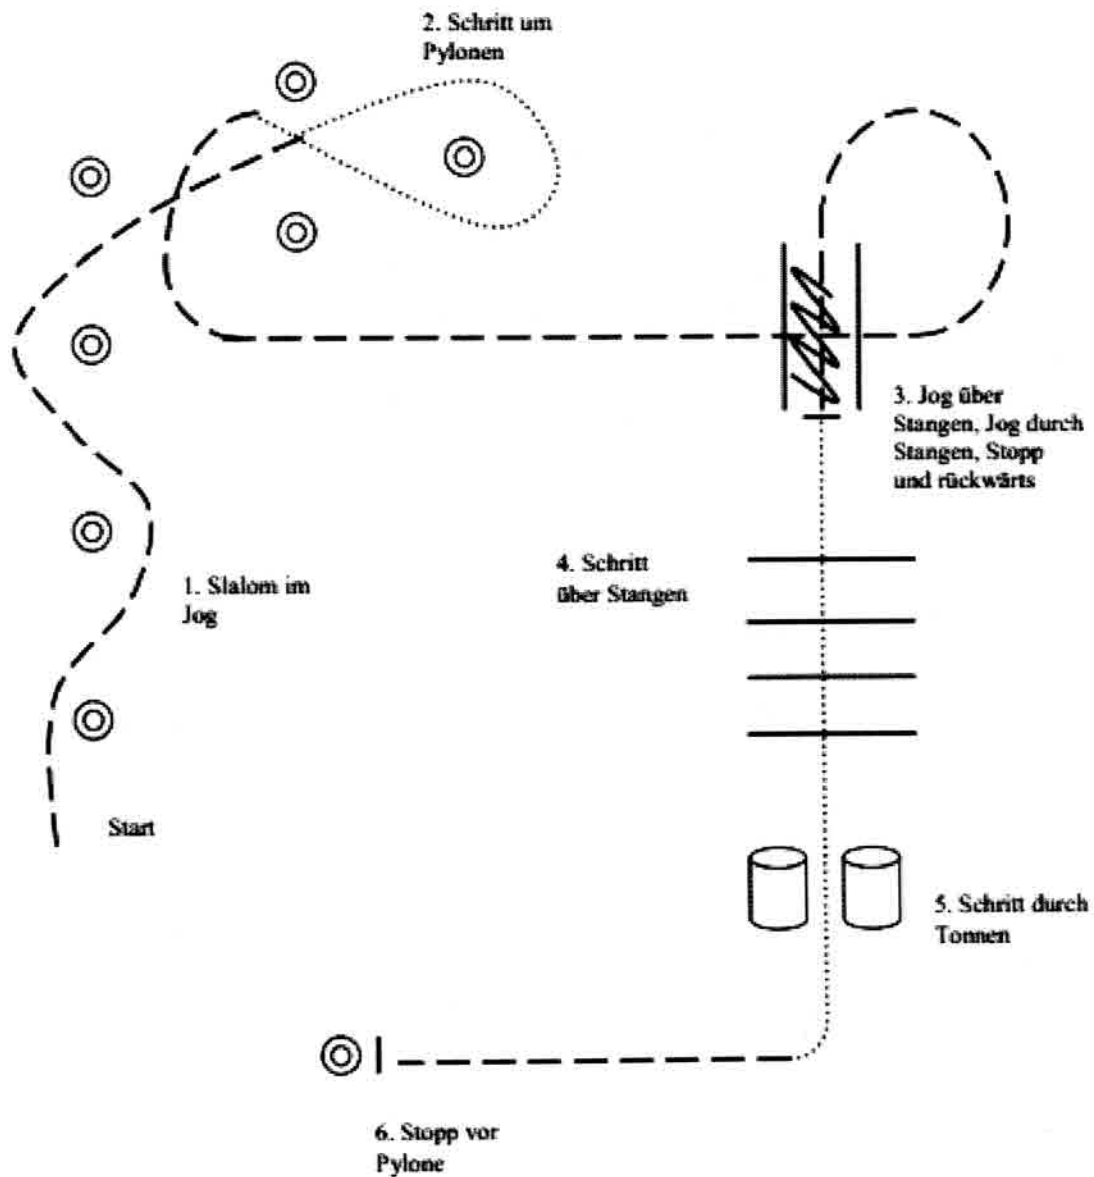 2. Schritt um
Pylonen
3. Jog über
Stangen, Jog durch
Stangen, Stopp
und rückwärts
4. Schritt
über Stangen
1. Slalom im
Jog
Start
5. Schritt durch
Tonnen
6. Stopp vor
Pylone